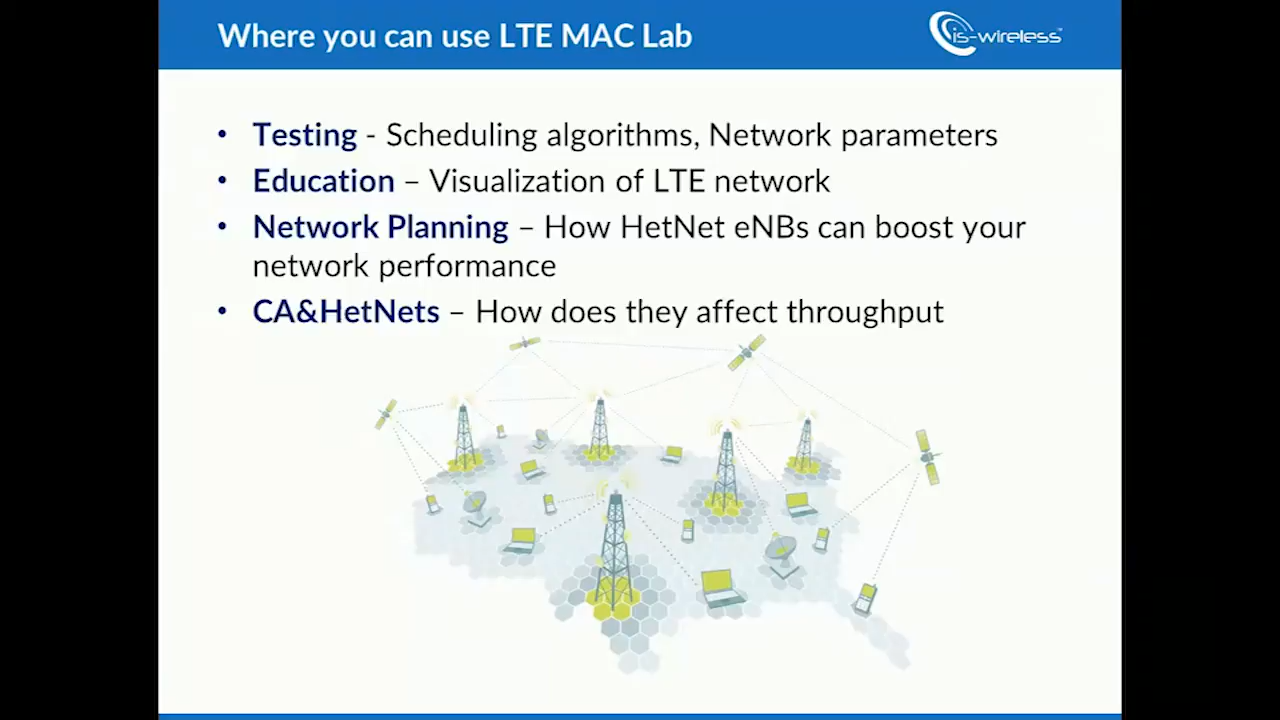 Where you can use LTE MAC Lab
is-wireless
• Testing - Scheduling algorithms, Network parameters
• Education – Visualization of LTE network
• Network Planning – How HetNet eNBs can boost your
network performance
• CA&HetNets – How does they affect throughput